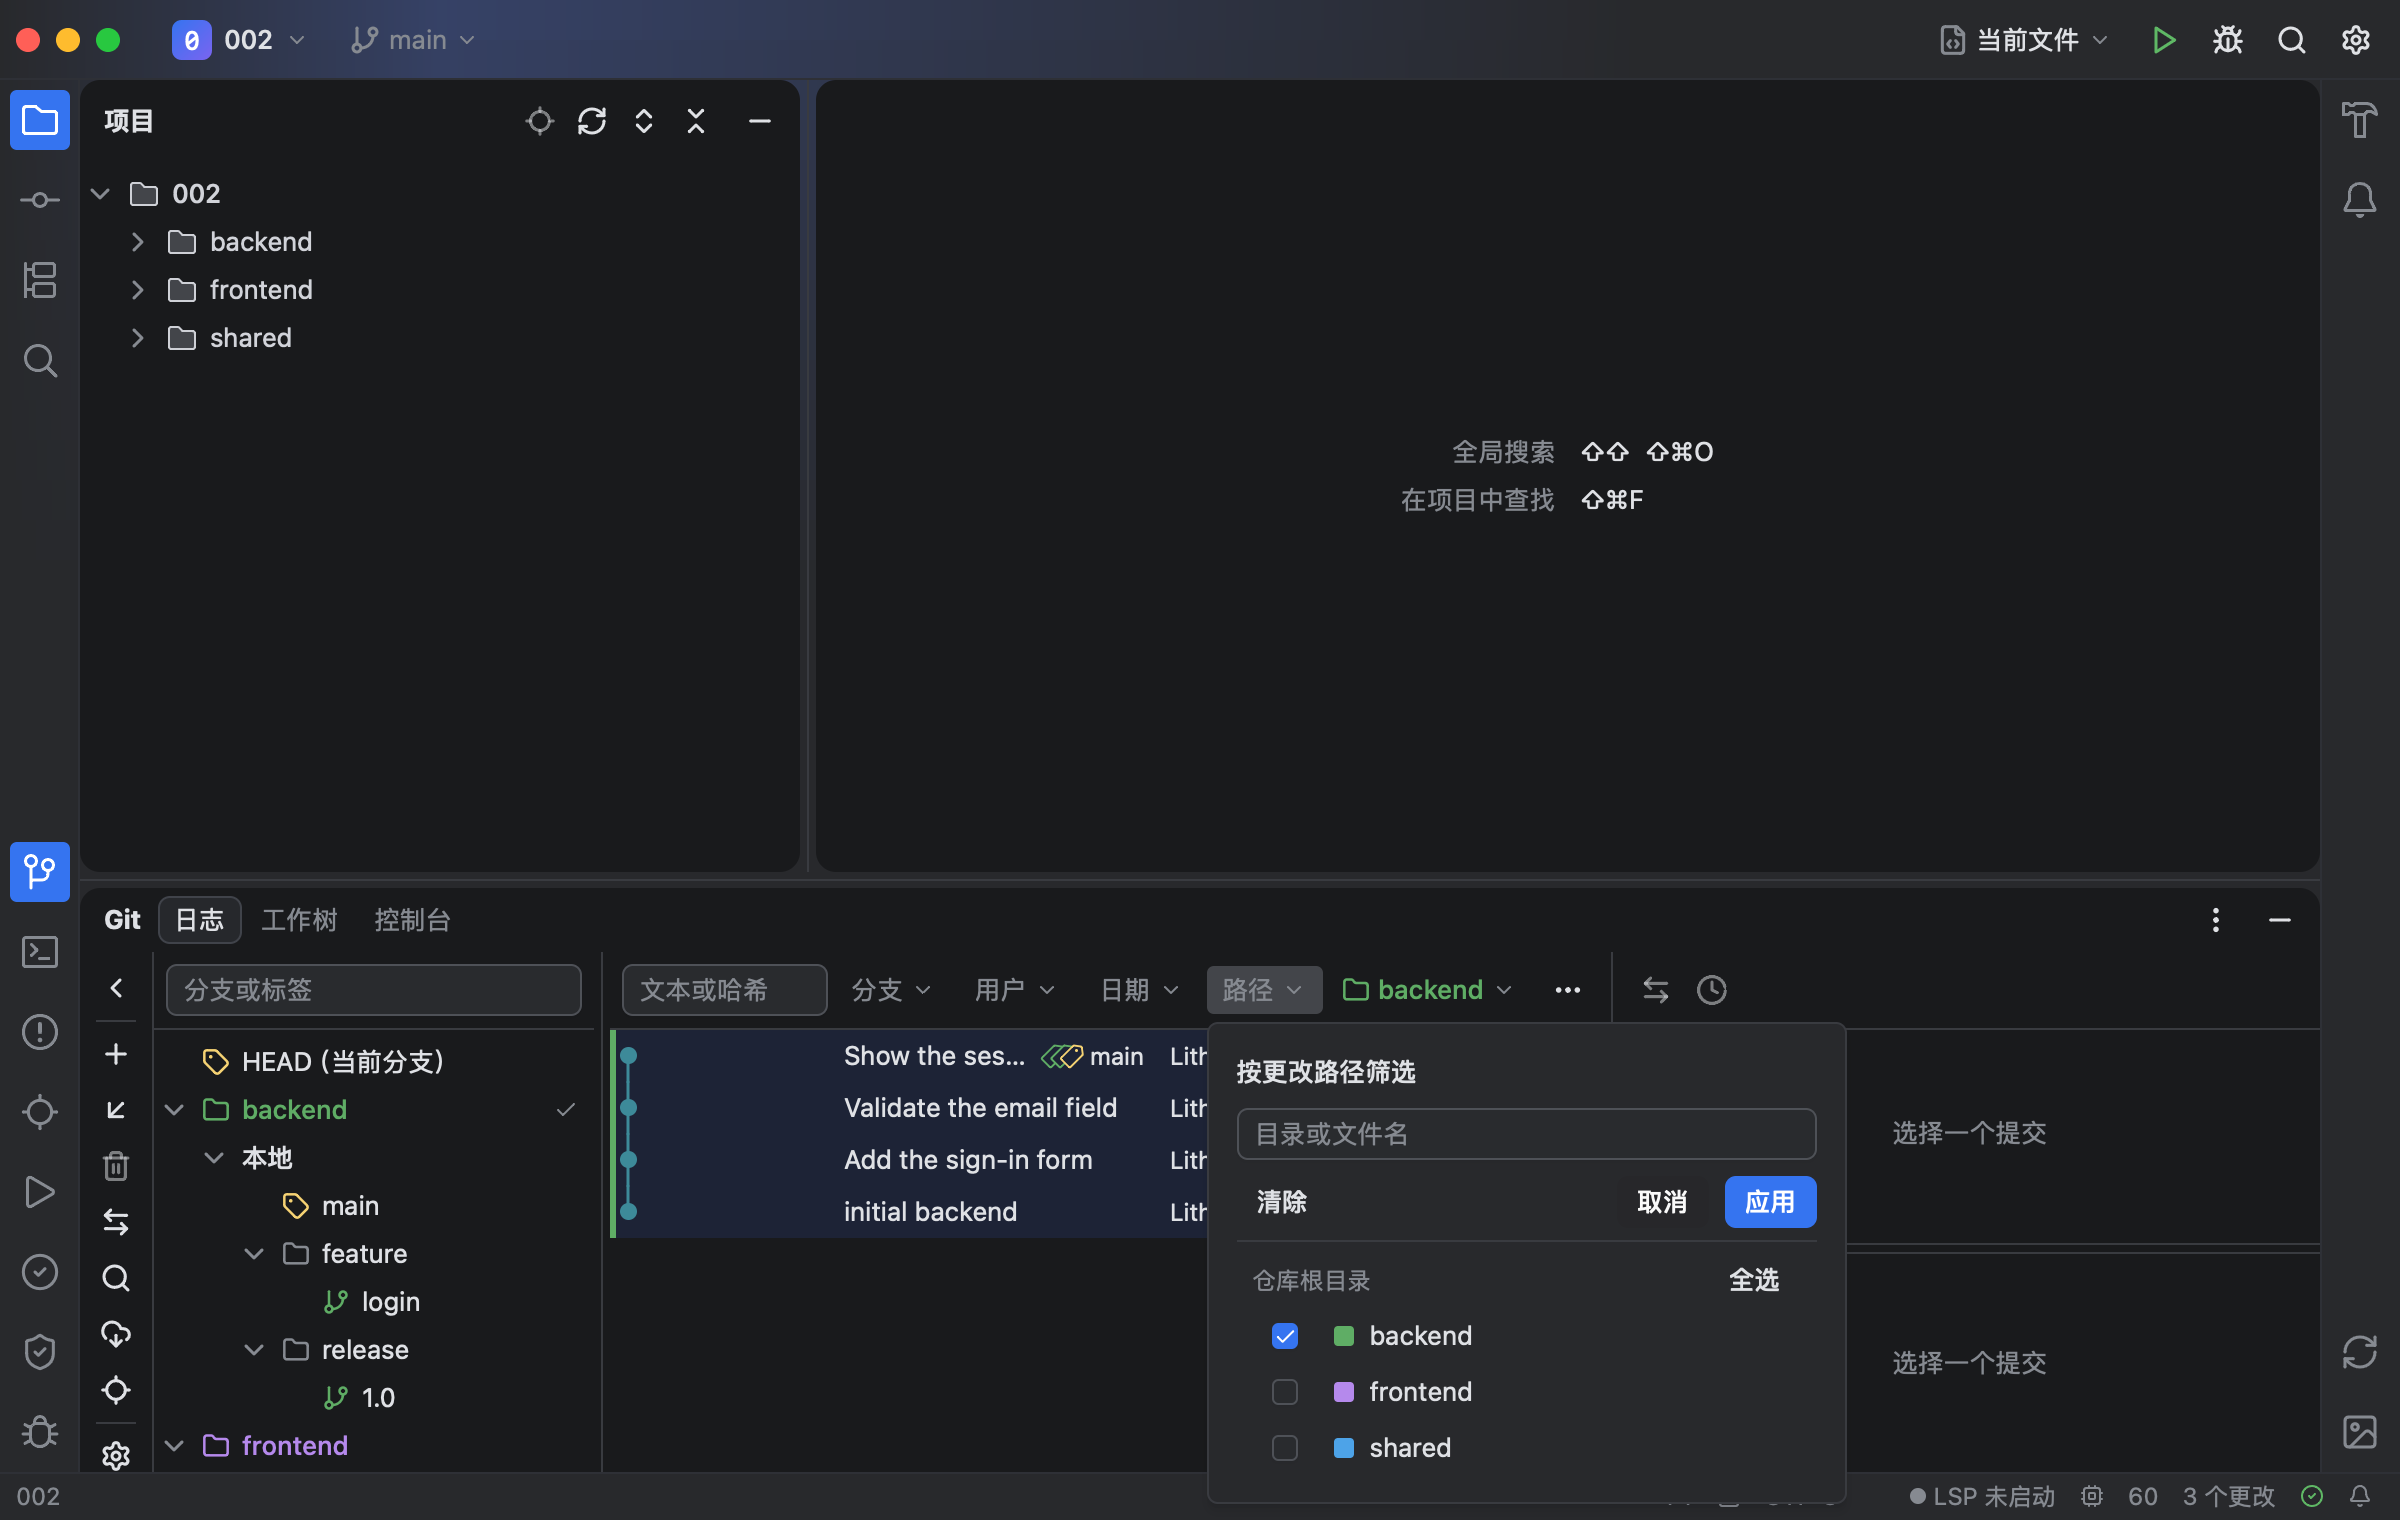 0 002 main 当前文件
项目
002
backend
frontend
shared
全局搜索 ⇧⇧ ⇧⌘O
在项目中查找 ⇧⌘F
Git 日志 工作树 控制台
分支或标签
文本或哈希 分支 用户 日期 路径 backend
HEAD (当前分支)
backend
本地
main
feature
login
release
1.0
frontend
Show the ses... main Lith
Validate the email field Lith
Add the sign-in form Lith
initial backend Lith
按更改路径筛选
目录或文件名
清除 取消 应用
仓库根目录 全选
backend
frontend
shared
选择一个提交
选择一个提交
002 LSP 未启动 60 3 个更改